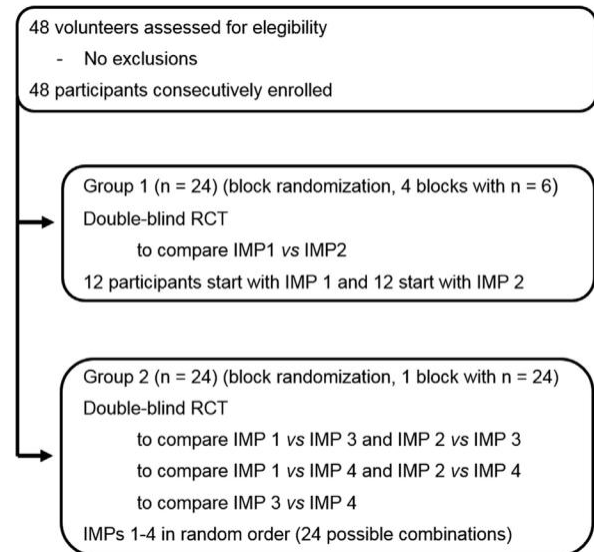 48 volunteers assessed for elegibility
- No exclusions
48 participants consecutively enrolled
Group 1 (n = 24) (block randomization, 4 blocks with n = 6)
Double-blind RCT
to compare IMP1 vs IMP2
12 participants start with IMP 1 and 12 start with IMP 2
Group 2 (n = 24) (block randomization, 1 block with n = 24)
Double-blind RCT
to compare IMP 1 vs IMP 3 and IMP 2 vs IMP 3
to compare IMP 1 vs IMP 4 and IMP 2 vs IMP 4
to compare IMP 3 vs IMP 4
IMPs 1-4 in random order (24 possible combinations)